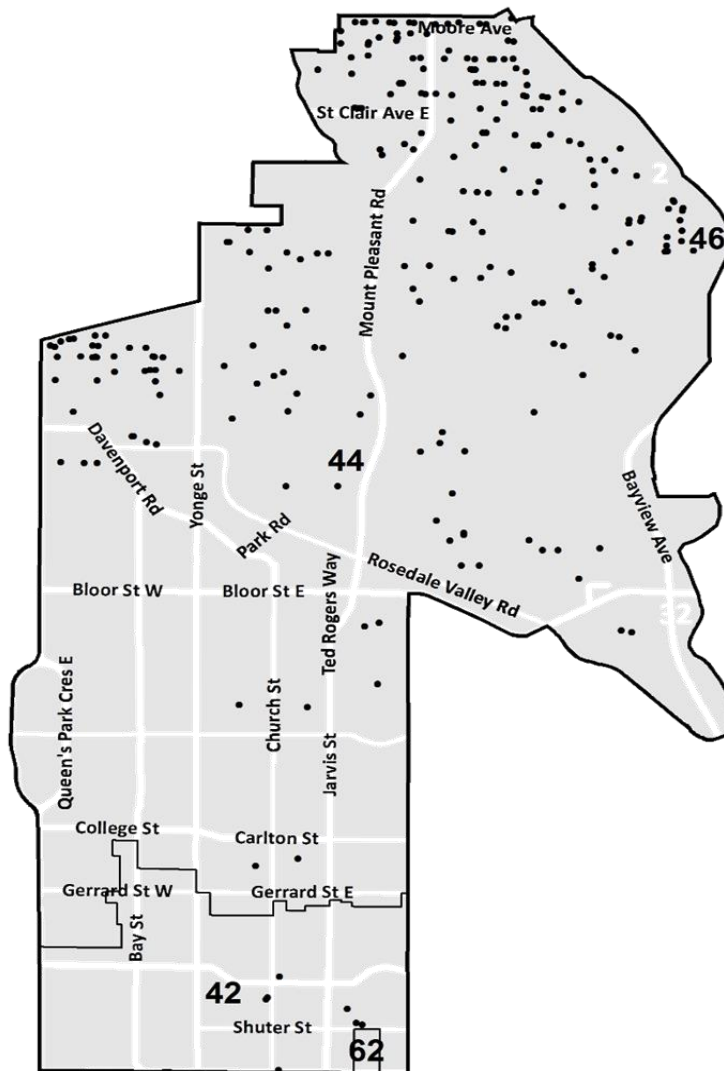 Moore Ave
St Clair Ave E
2
46
Mount Pleasant Rd
44
Davenport Rd
Yonge St
Park Rd
Bayview Ave
Rosedale Valley Rd
Bloor St W
Bloor St E
Ted Rogers Way
32
Queen's Park Cres E
Church St
Jarvis St
College St
Carlton St
Gerrard St W
Gerrard St E
Bay St
42
Shuter St
62